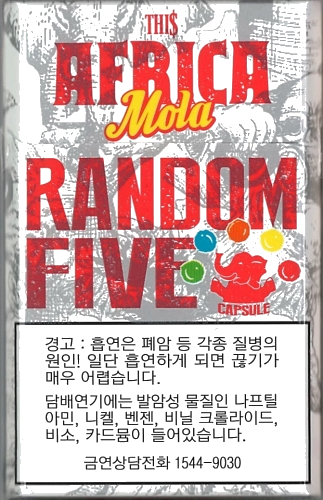 THI$
AFRICA
Mola
RANDOM
FIVE
CAPSULE
경고 : 흡연은 폐암 등 각종 질병의
원인! 일단 흡연하게 되면 끊기가
매우 어렵습니다.
담배연기에는 발암성 물질인 나프틸
아민, 니켈, 벤젠, 비닐 크롤라이드,
비소, 카드뮴이 들어있습니다.
금연상담전화 1544-9030